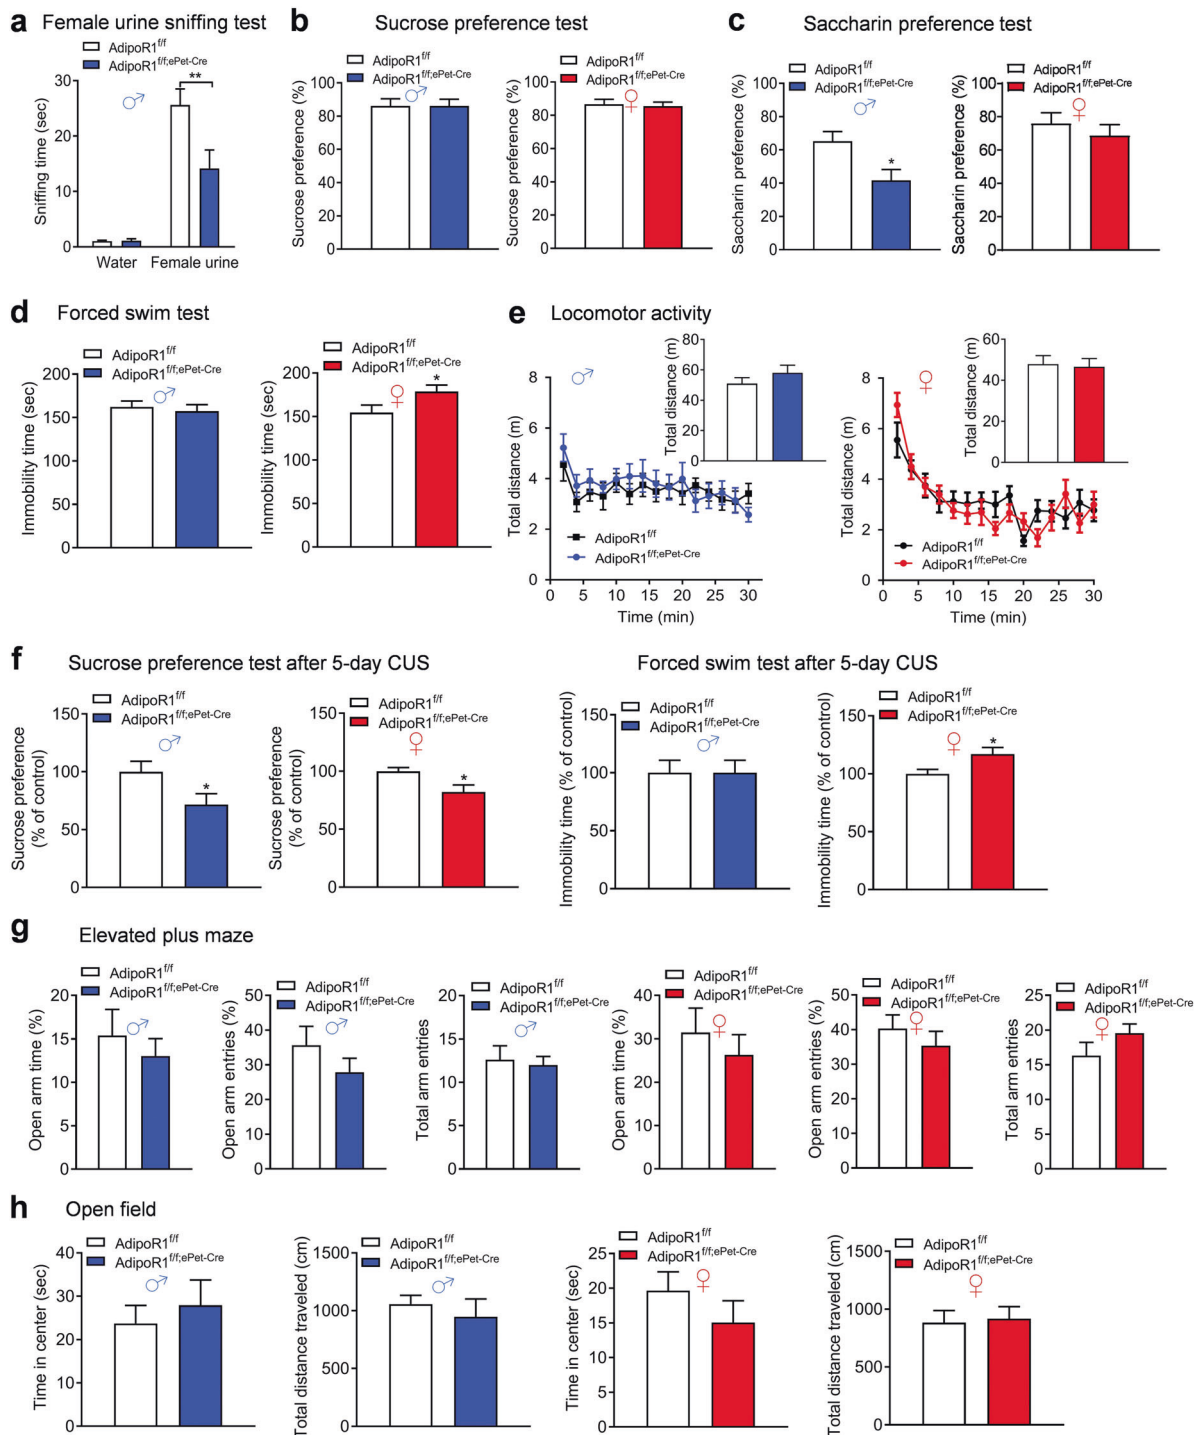 a Female urine sniffing test
AdipoR1f/f
AdipoR1f/f;ePet-Cre
Sniffing time (sec)
30
20
10
0
**
♂
Water Female urine
b Sucrose preference test
AdipoR1f/f
AdipoR1f/f;ePet-Cre
Sucrose preference (%)
100
80
60
40
20
0
♂
AdipoR1f/f
AdipoR1f/f;ePet-Cre
Sucrose preference (%)
100
80
60
40
20
0
♀
c Saccharin preference test
AdipoR1f/f
AdipoR1f/f;ePet-Cre
Saccharin preference (%)
100
80
60
40
20
0
♂
*
AdipoR1f/f
AdipoR1f/f;ePet-Cre
Saccharin preference (%)
100
80
60
40
20
0
♀
d Forced swim test
AdipoR1f/f
AdipoR1f/f;ePet-Cre
Immobility time (sec)
200
150
100
50
0
♂
AdipoR1f/f
AdipoR1f/f;ePet-Cre
Immobility time (sec)
200
150
100
50
0
♀
*
e Locomotor activity
Total distance (m)
8
6
4
2
0
♂
Total distance (m)
80
60
40
20
0
AdipoR1f/f
AdipoR1f/f;ePet-Cre
0 5 10 15 20 25 30
Time (min)
Total distance (m)
8
6
4
2
0
♀
Total distance (m)
60
40
20
0
AdipoR1f/f
AdipoR1f/f;ePet-Cre
0 5 10 15 20 25 30
Time (min)
f Sucrose preference test after 5-day CUS
AdipoR1f/f
AdipoR1f/f;ePet-Cre
Sucrose preference
(% of control)
150
100
50
0
♂
*
AdipoR1f/f
AdipoR1f/f;ePet-Cre
Sucrose preference
(% of control)
150
100
50
0
♀
*
Forced swim test after 5-day CUS
AdipoR1f/f
AdipoR1f/f;ePet-Cre
Immobility time (% of control)
150
100
50
0
♂
AdipoR1f/f
AdipoR1f/f;ePet-Cre
Immobility time (% of control)
150
100
50
0
♀
*
g Elevated plus maze
AdipoR1f/f
AdipoR1f/f;ePet-Cre
Open arm time (%)
20
15
10
5
0
♂
AdipoR1f/f
AdipoR1f/f;ePet-Cre
Open arm entries (%)
50
40
30
20
10
0
♂
AdipoR1f/f
AdipoR1f/f;ePet-Cre
Total arm entries
20
15
10
5
0
♂
AdipoR1f/f
AdipoR1f/f;ePet-Cre
Open arm time (%)
40
30
20
10
0
♀
AdipoR1f/f
AdipoR1f/f;ePet-Cre
Open arm entries (%)
50
40
30
20
10
0
♀
AdipoR1f/f
AdipoR1f/f;ePet-Cre
Total arm entries
25
20
15
10
5
0
♀
h Open field
AdipoR1f/f
AdipoR1f/f;ePet-Cre
Time in center (sec)
40
30
20
10
0
♂
AdipoR1f/f
AdipoR1f/f;ePet-Cre
Total distance traveled (cm)
1500
1000
500
0
♂
AdipoR1f/f
AdipoR1f/f;ePet-Cre
Time in center (sec)
25
20
15
10
5
0
♀
AdipoR1f/f
AdipoR1f/f;ePet-Cre
Total distance traveled (cm)
1500
1000
500
0
♀